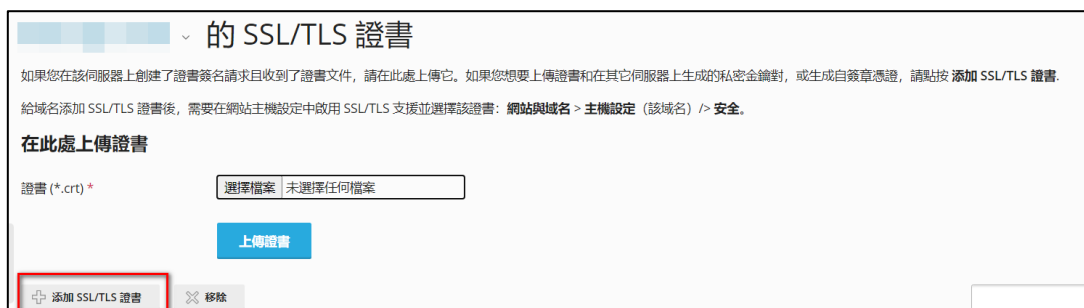 的 SSL/TLS 證書
如果您在該伺服器上創建了證書簽名請求且收到了證書文件，請在此處上傳它。如果您想要上傳證書和在其它伺服器上生成的私密金鑰對，或生成自簽章憑證，請點按 添加 SSL/TLS 證書.
給域名添加 SSL/TLS 證書後，需要在網站主機設定中啟用 SSL/TLS 支援並選擇該證書：網站與域名 > 主機設定（該域名）/> 安全。
在此處上傳證書
證書 (*.crt) * 選擇檔案 未選擇任何檔案
上傳證書
添加 SSL/TLS 證書 移除